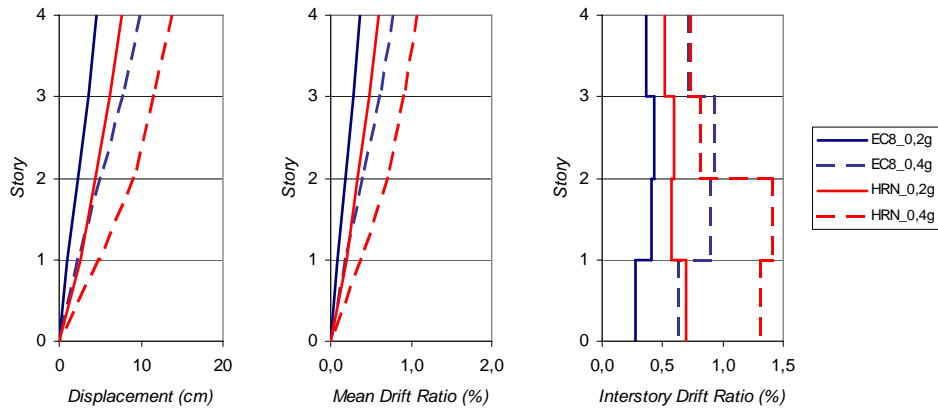 Story
4
3
2
1
0
0
10
20
Displacement (cm)
Story
4
3
2
1
0
0,0
1,0
2,0
Mean Drift Ratio (%)
Story
4
3
2
1
0
0,0
0,5
1,0
1,5
Interstory Drift Ratio (%)
EC8_0,2g
EC8_0,4g
HRN_0,2g
HRN_0,4g